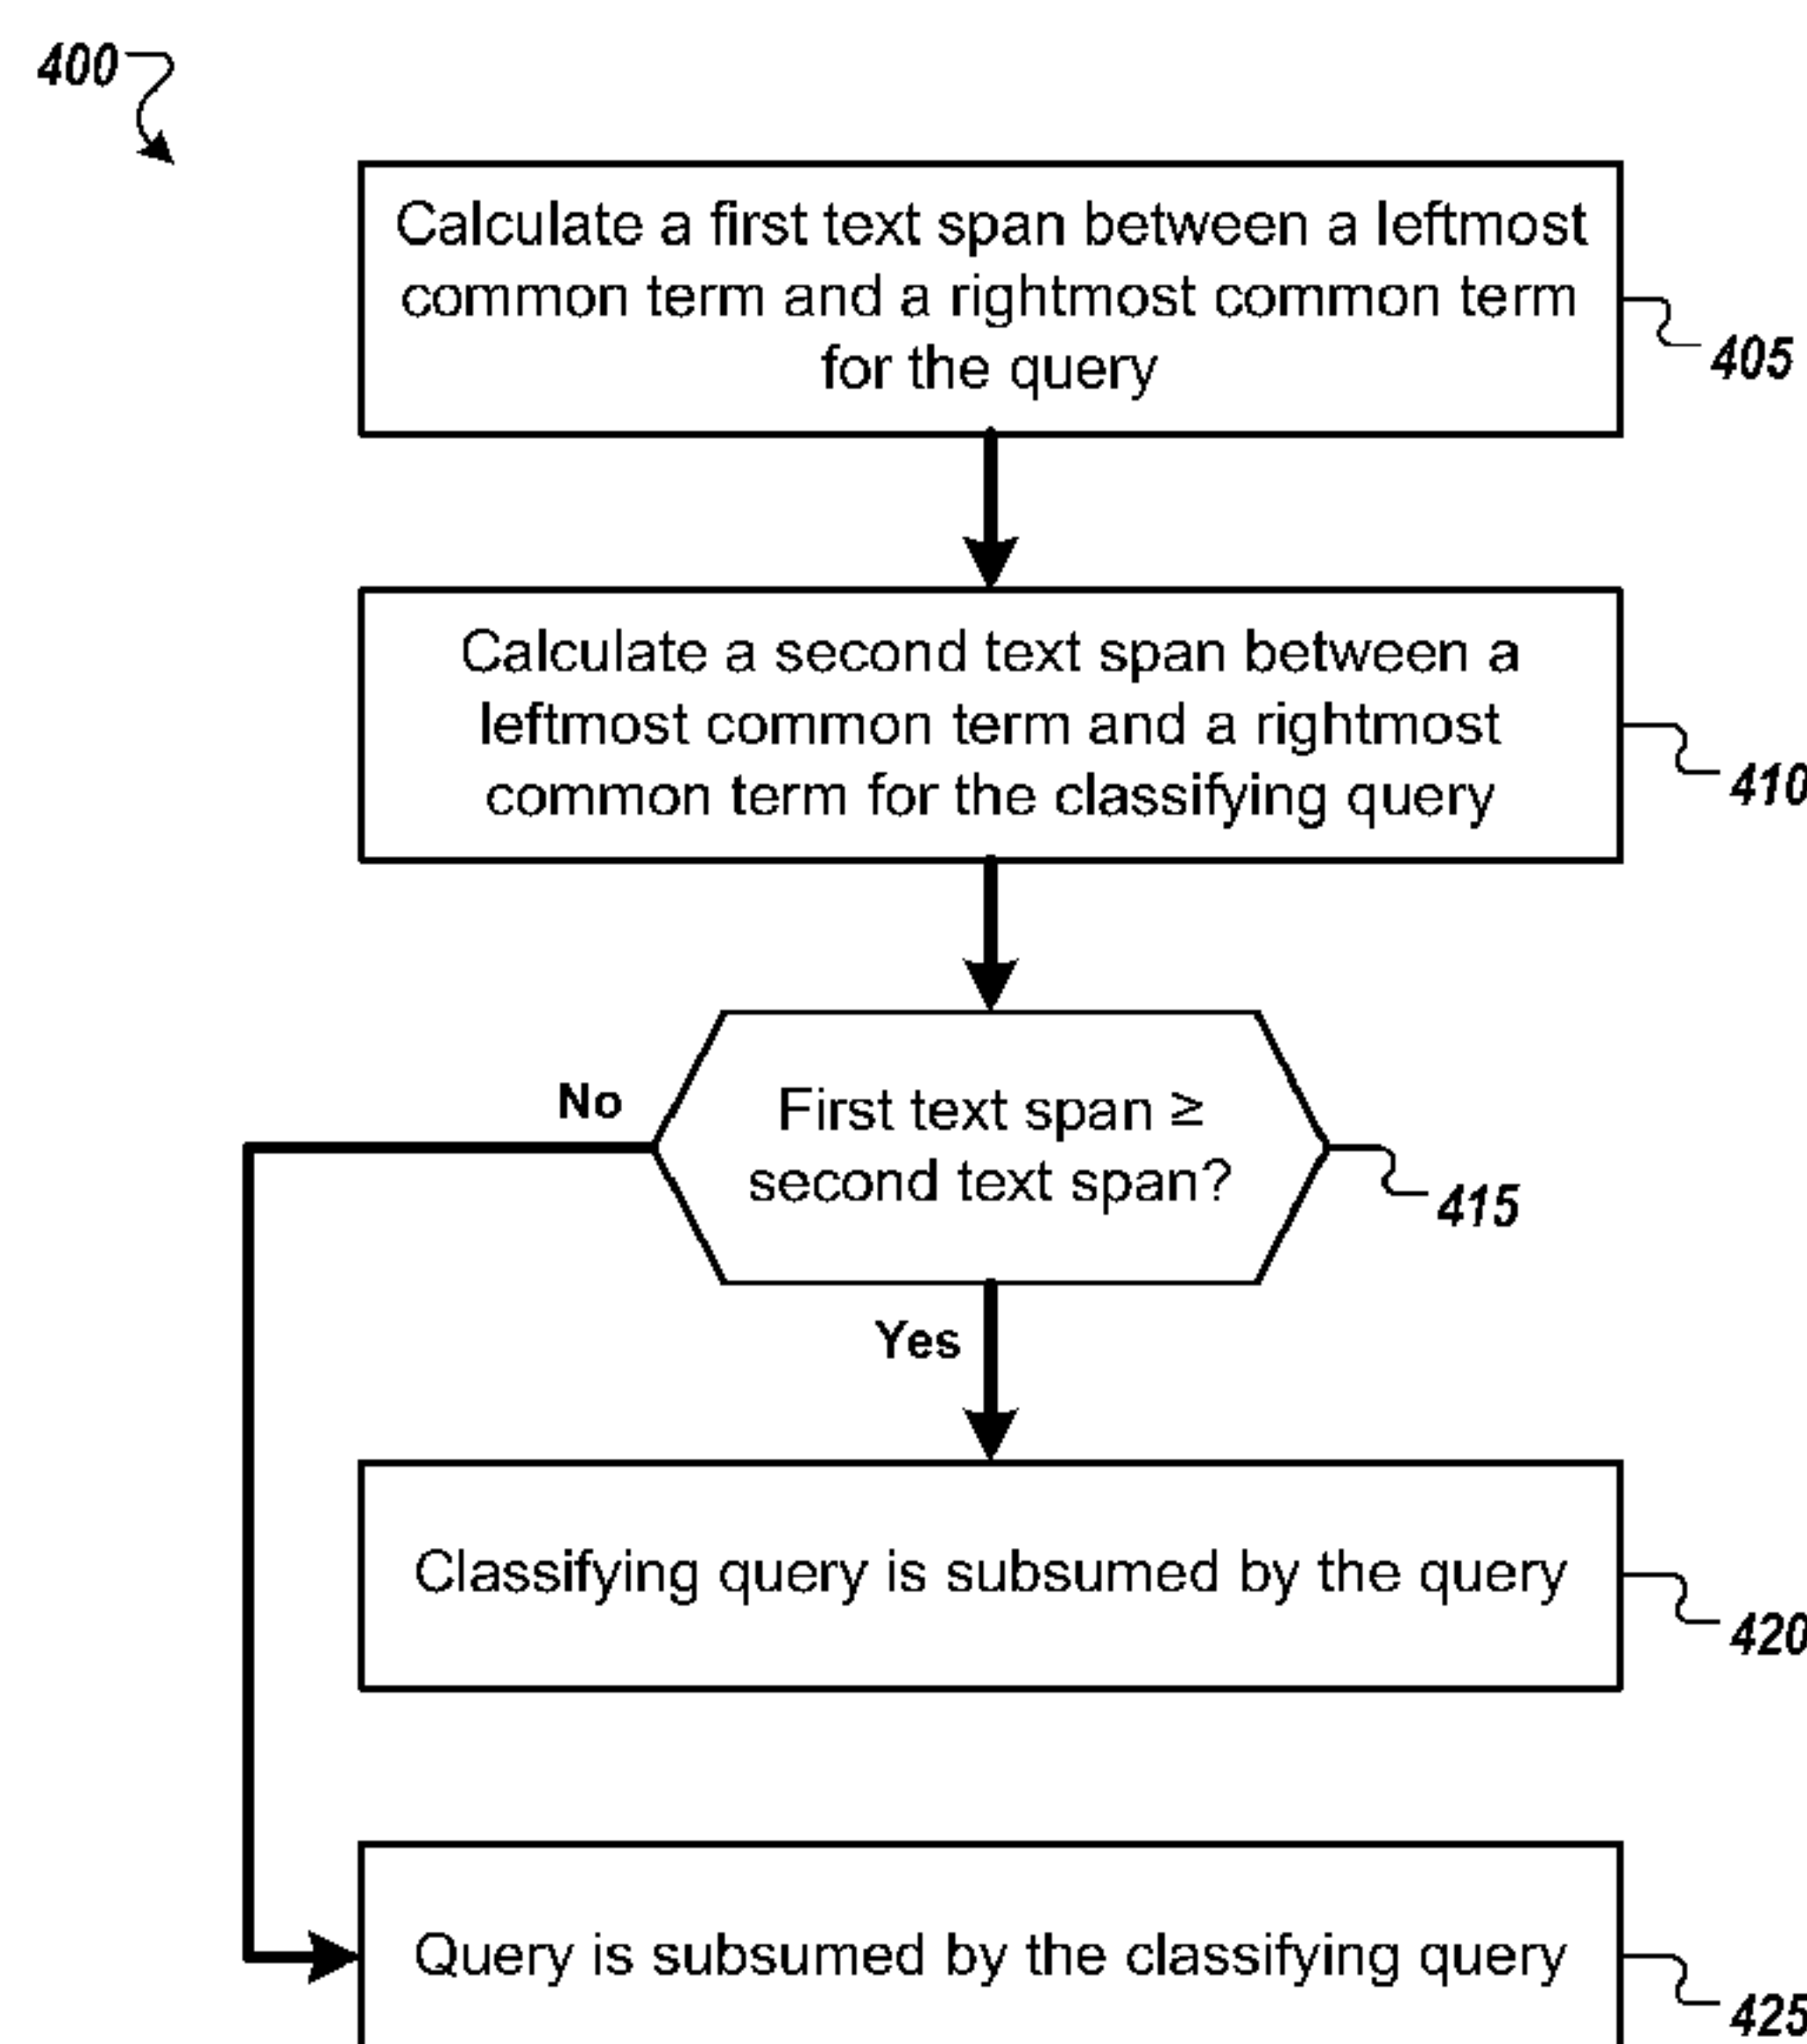 400
Calculate a first text span between a leftmost
common term and a rightmost common term
for the query
405
Calculate a second text span between a
leftmost common term and a rightmost
common term for the classifying query
410
No
First text span ≥
second text span?
415
Yes
Classifying query is subsumed by the query
420
Query is subsumed by the classifying query
425